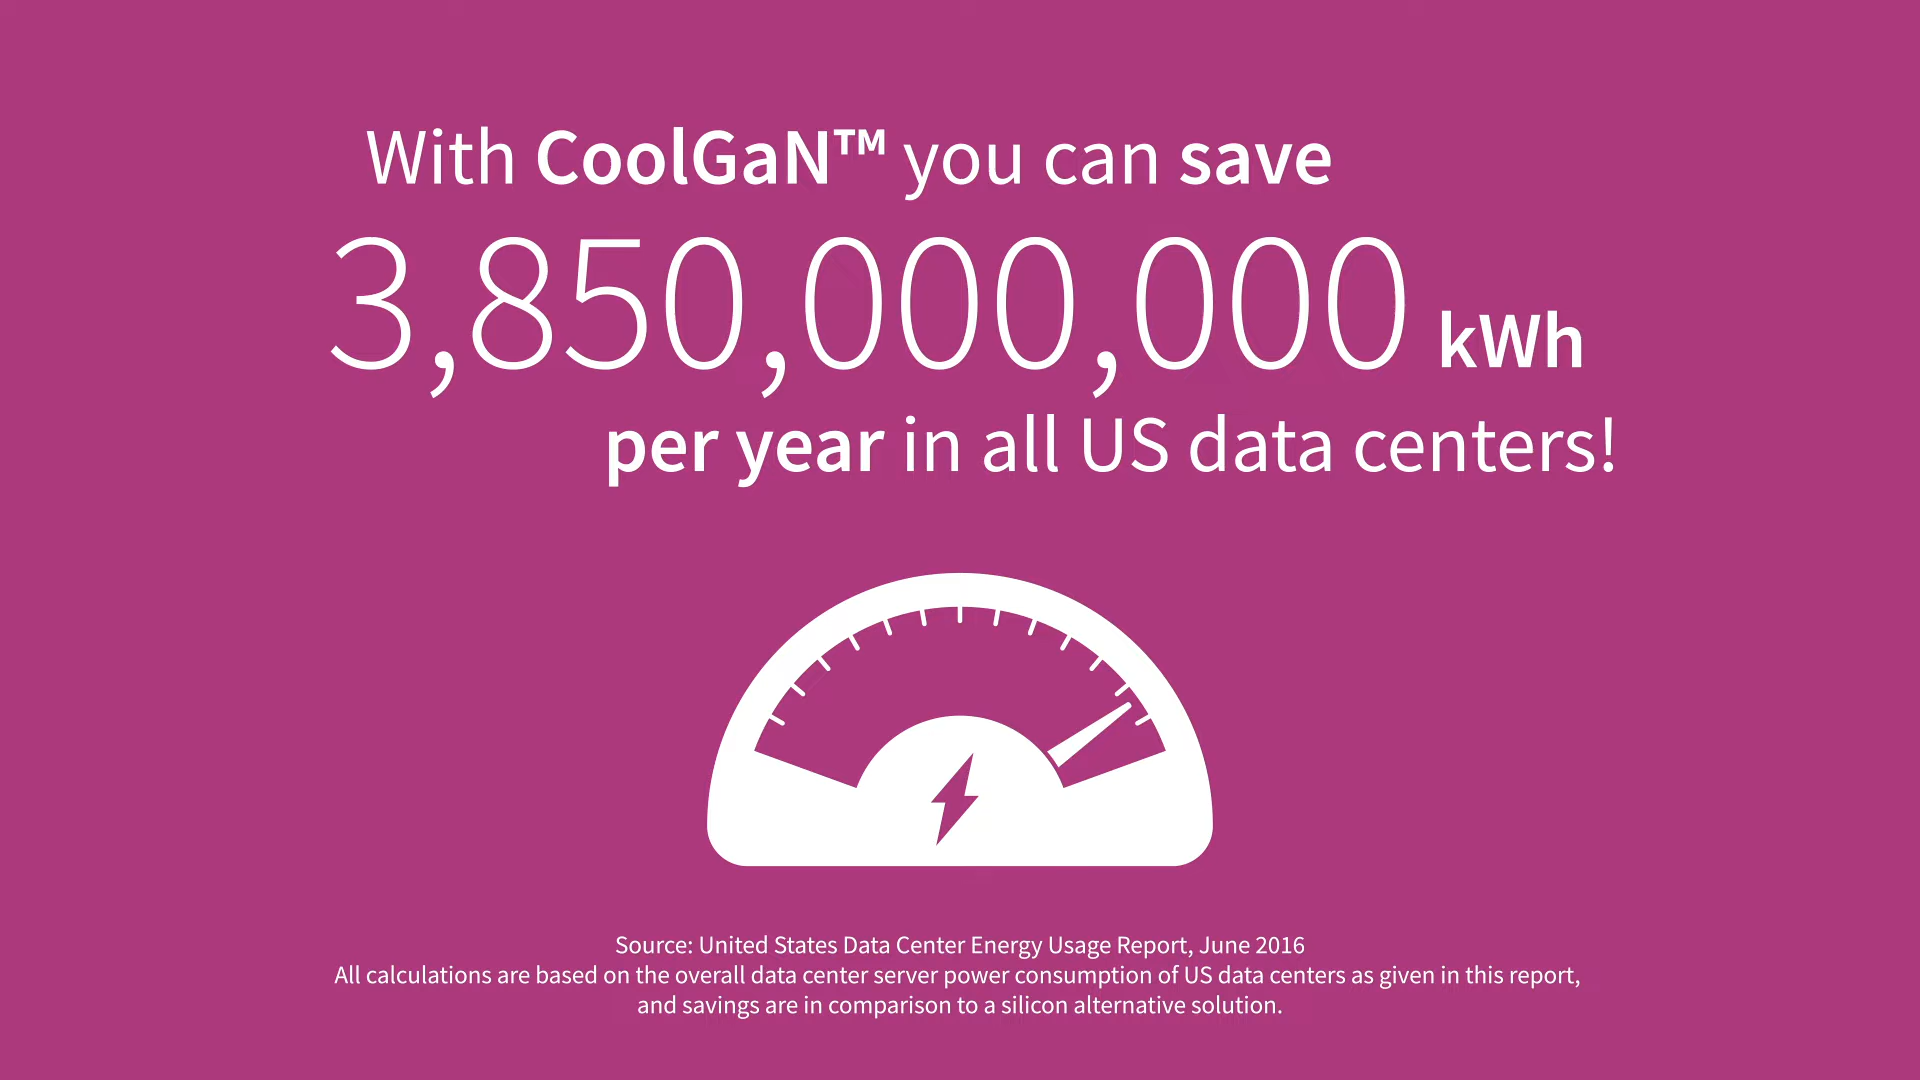 With CoolGaN™ you can save
3,850,000,000 kWh
per year in all US data centers!
Source: United States Data Center Energy Usage Report, June 2016
All calculations are based on the overall data center server power consumption of US data centers as given in this report,
and savings are in comparison to a silicon alternative solution.